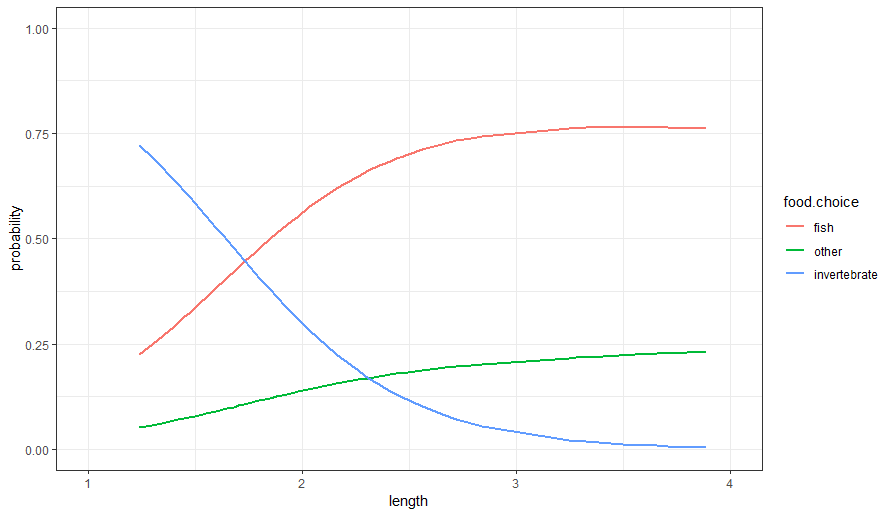 1.00
0.75
0.50
0.25
0.00
probability
1 2 3 4
length
food.choice
fish
other
invertebrate